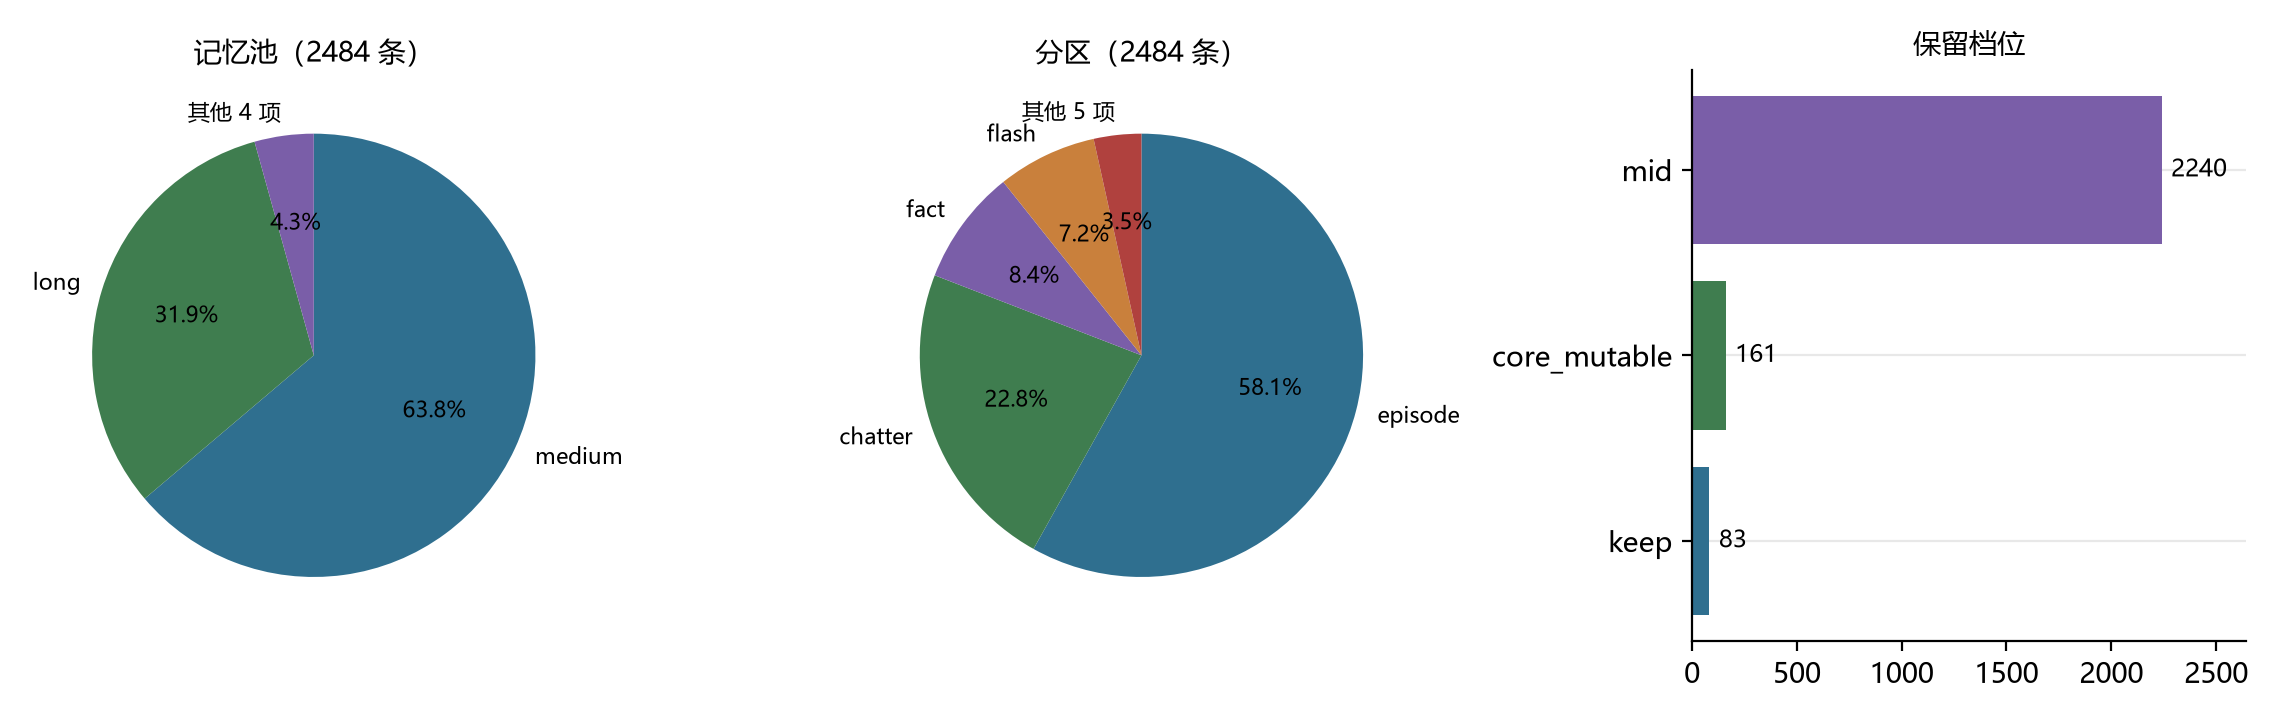 记忆池（2484 条）
其他 4 项
4.3%
long
31.9%
63.8%
medium
分区（2484 条）
其他 5 项
flash
3.5%
7.2%
fact
8.4%
58.1%
22.8%
episode
chatter
保留档位
mid
2240
core_mutable
161
keep
83
0 500 1000 1500 2000 2500